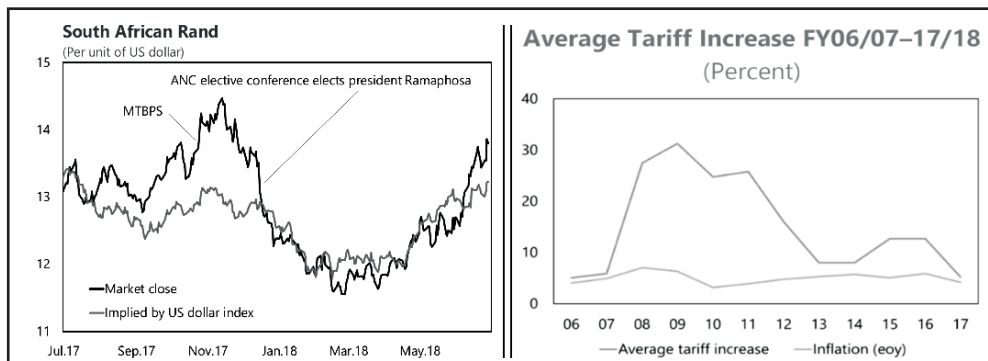 South African Rand
(Per unit of US dollar)
15
14
13
12
11
ANC elective conference elects president Ramaphosa
MTBPS
Market close
Implied by US dollar index
Jul.17 Sep.17 Nov.17 Jan.18 Mar.18 May.18
Average Tariff Increase FY06/07–17/18
(Percent)
40
30
20
10
0
06 07 08 09 10 11 12 13 14 15 16 17
Average tariff increase Inflation (eoy)